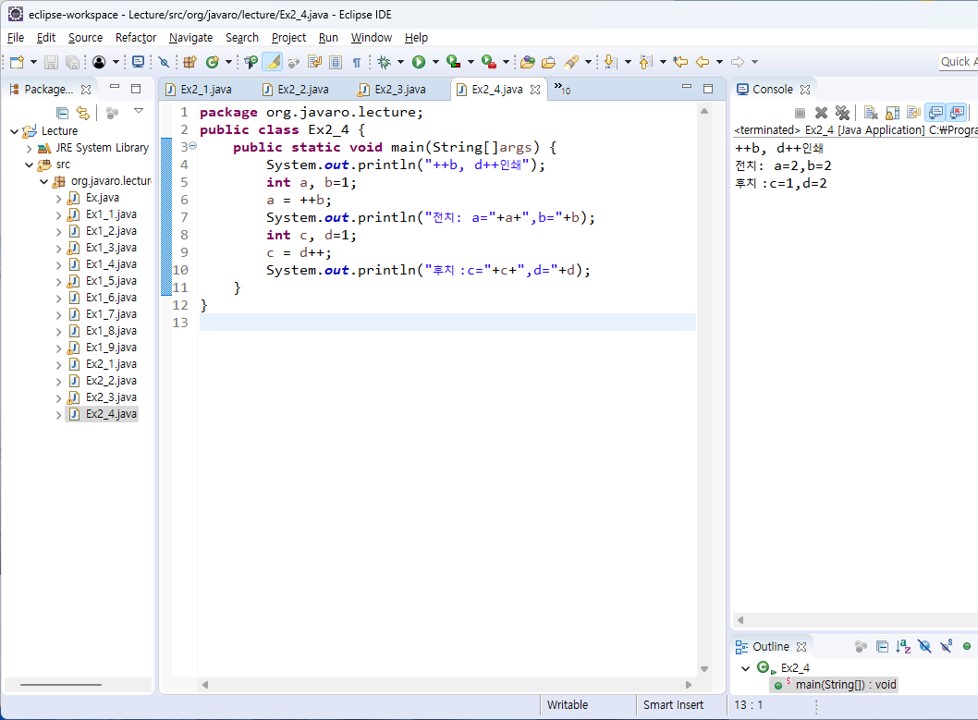 eclipse-workspace - Lecture/src/org/javaro/lecture/Ex2_4.java - Eclipse IDE
File Edit Source Refactor Navigate Search Project Run Window Help
Quick A
Package...
Lecture
JRE System Library
src
org.javaro.lectur
Ex.java
Ex1_1.java
Ex1_2.java
Ex1_3.java
Ex1_4.java
Ex1_5.java
Ex1_6.java
Ex1_7.java
Ex1_8.java
Ex1_9.java
Ex2_1.java
Ex2_2.java
Ex2_3.java
Ex2_4.java
Ex2_1.java Ex2_2.java Ex2_3.java Ex2_4.java »10
1 package org.javaro.lecture;
2 public class Ex2_4 {
3 public static void main(String[]args) {
4 System.out.println("++b, d++인쇄");
5 int a, b=1;
6 a = ++b;
7 System.out.println("전치: a="+a+",b="+b);
8 int c, d=1;
9 c = d++;
10 System.out.println("후치:c="+c+",d="+d);
11 }
12 }
13
Console
<terminated> Ex2_4 [Java Application] C:₩Progra
++b, d++인쇄
전치: a=2,b=2
후치:c=1,d=2
Outline
Ex2_4
main(String[]) : void
Writable Smart Insert 13 : 1